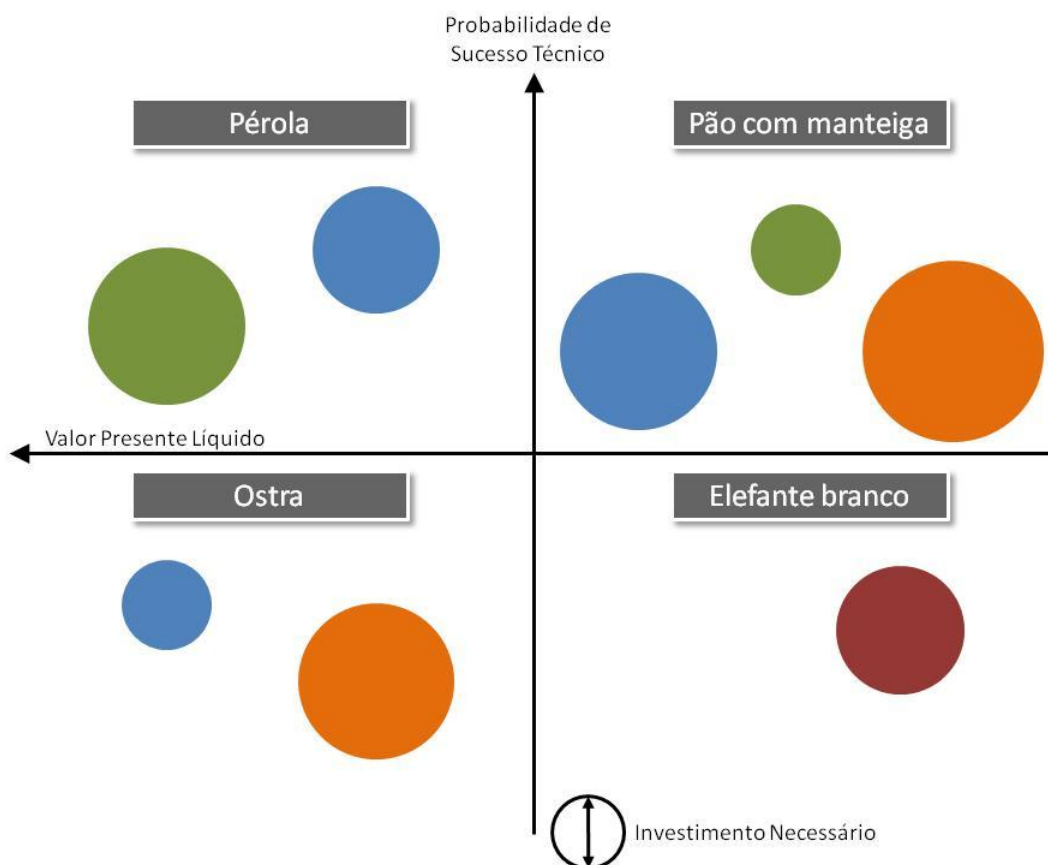 Probabilidade de
Sucesso Técnico
Pérola
Pão com manteiga
Valor Presente Líquido
Ostra
Elefante branco
Investimento Necessário